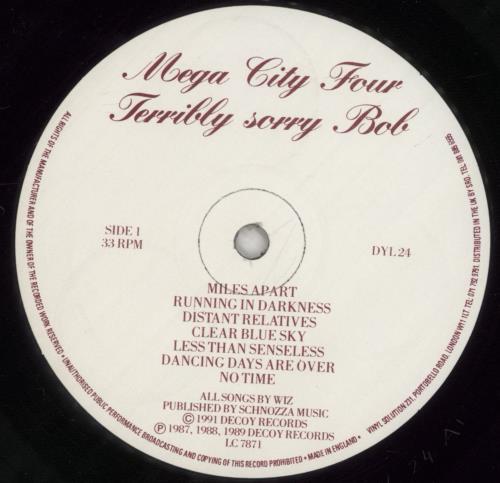 Mega City Four
Terribly sorry Bob
SIDE 1
33 RPM
DYL 24
MILES APART
RUNNING IN DARKNESS
DISTANT RELATIVES
CLEAR BLUE SKY
LESS THAN SENSELESS
DANCING DAYS ARE OVER
NO TIME
ALL SONGS BY WIZ
PUBLISHED BY SCHNOZZA MUSIC
© 1991 DECOY RECORDS
℗ 1987, 1988, 1989 DECOY RECORDS
LC 7871
ALL RIGHTS OF THE MANUFACTURER AND OF THE OWNER OF THE RECORDED WORK RESERVED • UNAUTHORISED PUBLIC PERFORMANCE BROADCASTING AND COPYING OF THIS RECORD PROHIBITED • MADE IN ENGLAND • VINYL SOLUTION 231, PORTOBELLO ROAD, LONDON W11 1LT TEL: 071 792 9791. DISTRIBUTED IN THE UK BY SRD. TEL: 081